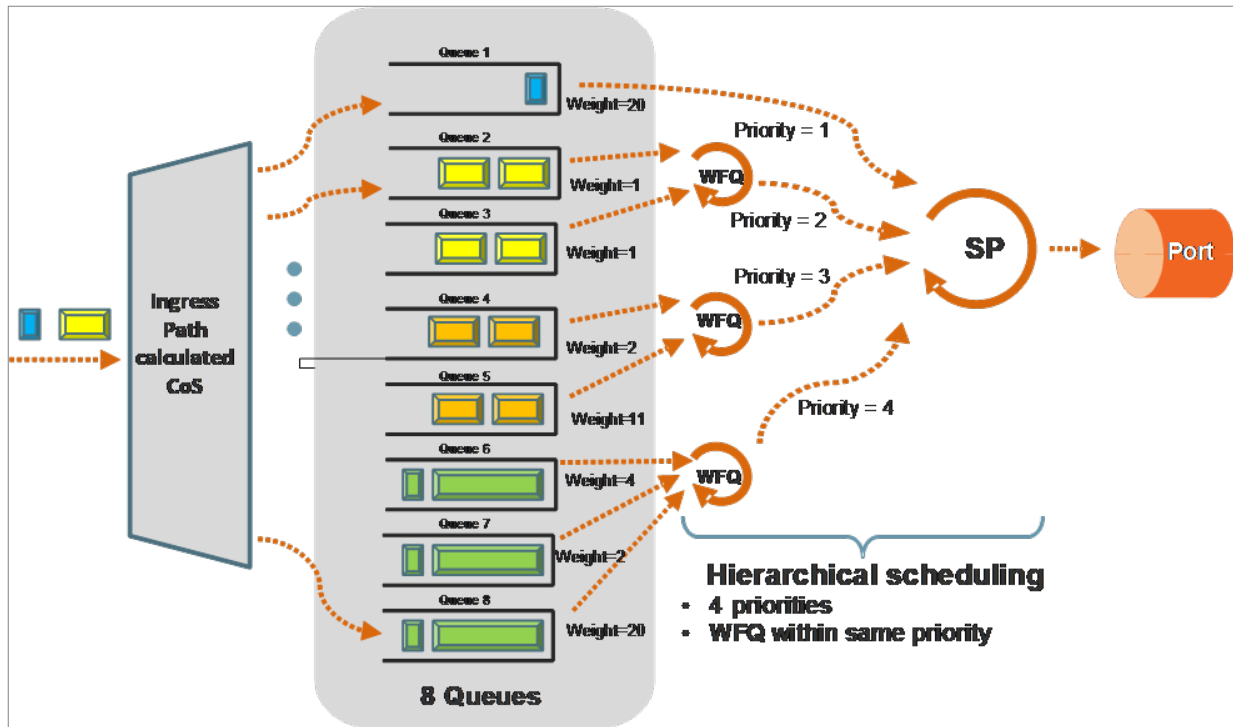 Queue 1
Weight=20
Priority = 1
Queue 2
WFQ
Weight=1
Priority = 2
Queue 3
Weight=1
SP
Port
Priority = 3
Ingress
Path
calculated
CoS
Queue 4
WFQ
Weight=2
Queue 5
Weight=11
Priority = 4
Queue 6
WFQ
Weight=4
Queue 7
Weight=2
Queue 8
Weight=20
Hierarchical scheduling
• 4 priorities
• WFQ within same priority
8 Queues